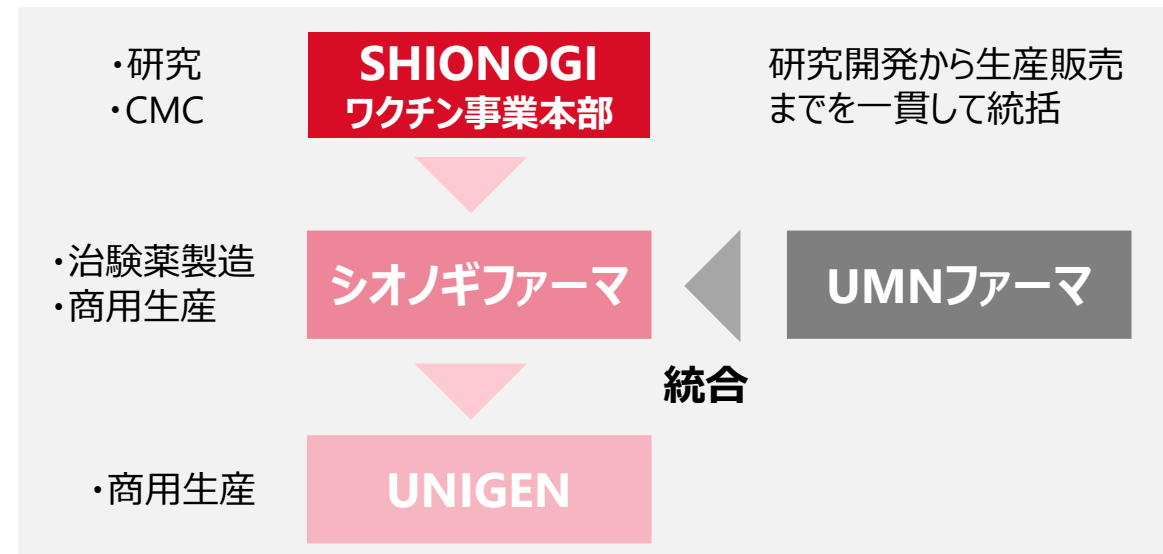 ・研究
・CMC
SHIONOGI
ワクチン事業本部
研究開発から生産販売
までを一貫して統括
・治験薬製造
・商用生産
シオノギファーマ
UMNファーマ
統合
・商用生産
UNIGEN